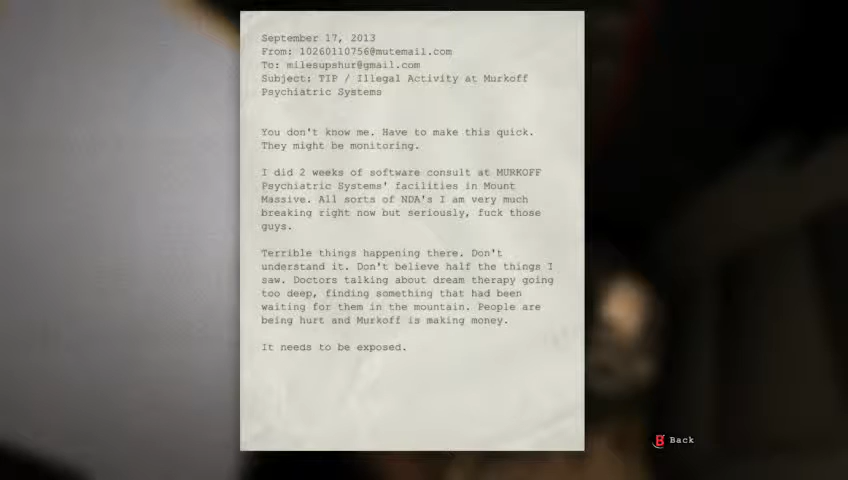 September 17, 2013
From: 10260110756@mutemail.com
To: milesupshur@gmail.com
Subject: TIP / Illegal Activity at Murkoff
Psychiatric Systems
You don't know me. Have to make this quick.
They might be monitoring.
I did 2 weeks of software consult at MURKOFF
Psychiatric Systems' facilities in Mount
Massive. All sorts of NDA's I am very much
breaking right now but seriously, fuck those
guys.
Terrible things happening there. Don't
understand it. Don't believe half the things I
saw. Doctors talking about dream therapy going
too deep, finding something that had been
waiting for them in the mountain. People are
being hurt and Murkoff is making money.
It needs to be exposed.
B Back